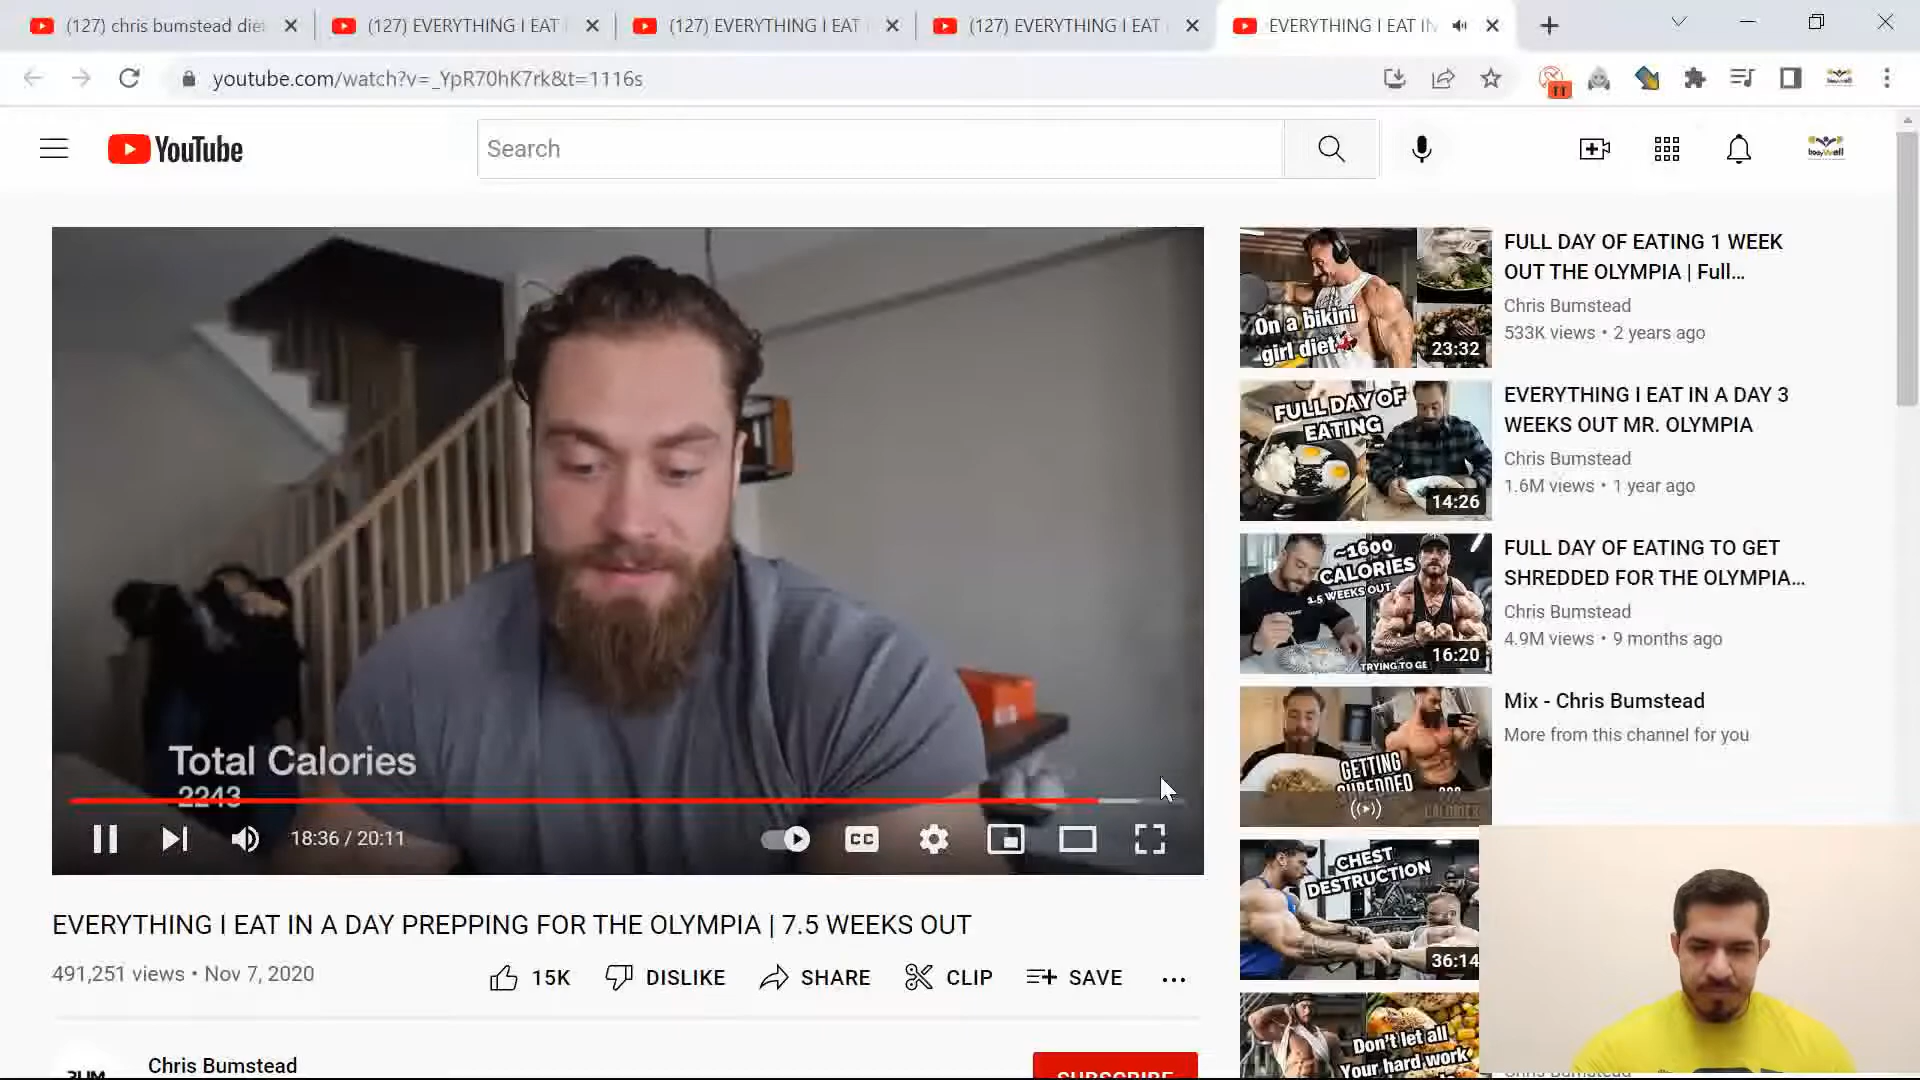 (127) chris bumstead die
(127) EVERYTHING I EAT
(127) EVERYTHING I EAT
(127) EVERYTHING I EAT
EVERYTHING I EAT IN
youtube.com/watch?v=_YpR70hK7rk&t=1116s
11
YouTube
Search
Total Calories
2243
18:36 / 20:11
CC
EVERYTHING I EAT IN A DAY PREPPING FOR THE OLYMPIA | 7.5 WEEKS OUT
491,251 views • Nov 7, 2020
15K
DISLIKE
SHARE
CLIP
SAVE
Chris Bumstead
SUBSCRIBE
On a bikini
girl diet
23:32
FULL DAY OF EATING 1 WEEK
OUT THE OLYMPIA | Full...
Chris Bumstead
533K views • 2 years ago
FULL DAY OF
EATING
14:26
EVERYTHING I EAT IN A DAY 3
WEEKS OUT MR. OLYMPIA
Chris Bumstead
1.6M views • 1 year ago
~1600
CALORIES
1.5 WEEKS OUT
TRYING TO GE
16:20
FULL DAY OF EATING TO GET
SHREDDED FOR THE OLYMPIA...
Chris Bumstead
4.9M views • 9 months ago
GETTING
SHREDDED
Mix - Chris Bumstead
More from this channel for you
CHEST
DESTRUCTION
36:14
Don't let all
Your hard work